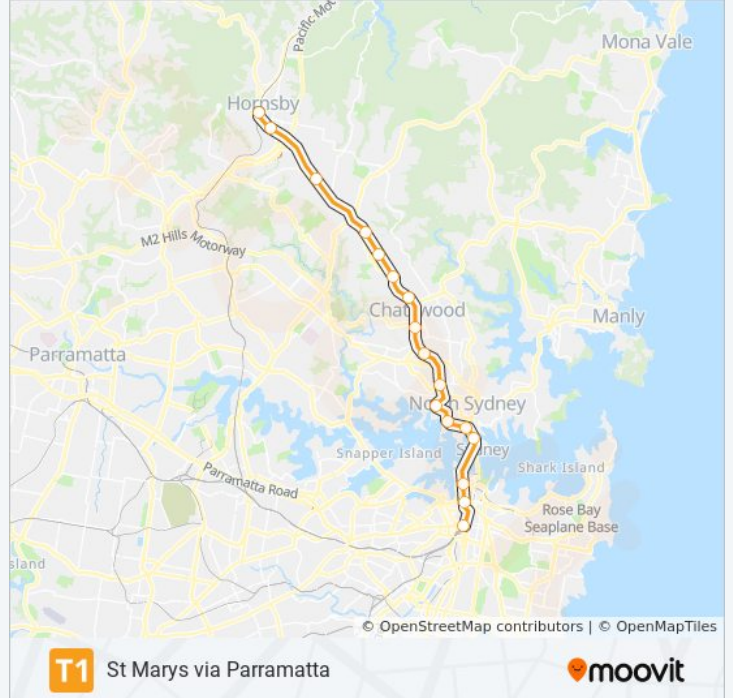 Pacific Mo
Mona Vale
Hornsby
M2 Hills Motorway
Chatswood
Manly
Parramatta
North Sydney
Snapper Island
Sydney
Shark Island
Parramatta Road
Rose Bay
Seaplane Base
sland
© OpenStreetMap contributors | © OpenMapTiles
T1 St Marys via Parramatta
moovit